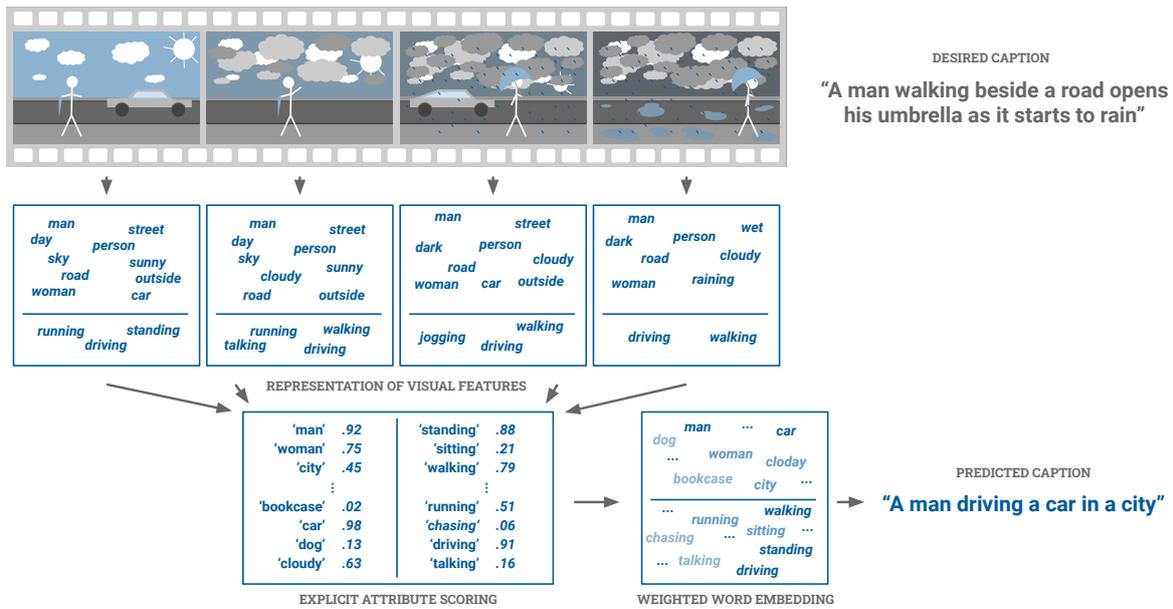 DESIRED CAPTION
“A man walking beside a road opens
his umbrella as it starts to rain”
man
street
day
person
sky
sunny
road
outside
woman
car
running
standing
driving
man
street
day
person
sky
sunny
cloudy
road
outside
running
walking
talking
driving
man
street
dark
person
cloudy
road
woman
car
outside
walking
jogging
driving
man
wet
dark
person
road
cloudy
woman
raining
driving
walking
REPRESENTATION OF VISUAL FEATURES
‘man’ .92
‘woman’ .75
‘city’ .45
⋮
‘bookcase’ .02
‘car’ .98
‘dog’ .13
‘cloudy’ .63
‘standing’ .88
‘sitting’ .21
‘walking’ .79
⋮
‘running’ .51
‘chasing’ .06
‘driving’ .91
‘talking’ .16
EXPLICIT ATTRIBUTE SCORING
man ... car
dog
... woman cloday
bookcase city ...
... walking
running sitting ...
chasing ...
standing
... talking
driving
WEIGHTED WORD EMBEDDING
PREDICTED CAPTION
“A man driving a car in a city”